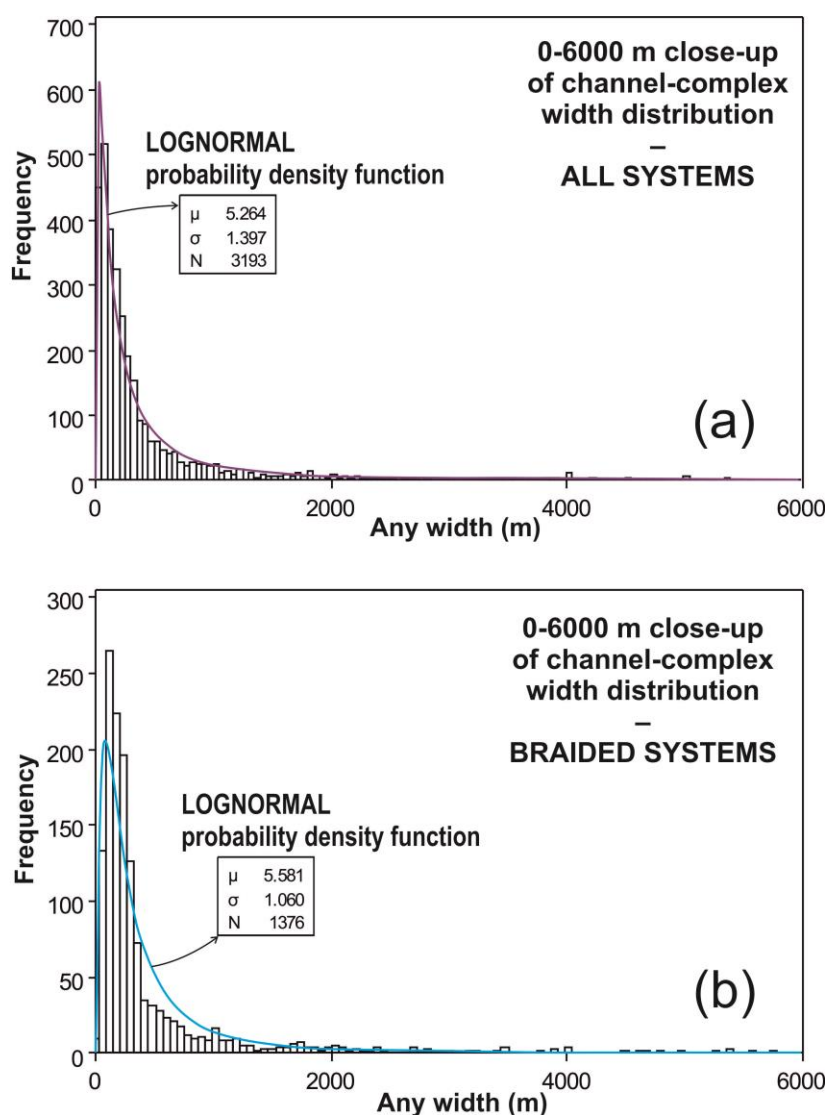 700
600
500
400
300
200
100
0
Frequency
0-6000 m close-up
of channel-complex
width distribution
–
ALL SYSTEMS
LOGNORMAL
probability density function
μ 5.264
σ 1.397
N 3193
(a)
0 2000 4000 6000
Any width (m)
300
250
200
150
100
50
0
Frequency
0-6000 m close-up
of channel-complex
width distribution
–
BRAIDED SYSTEMS
LOGNORMAL
probability density function
μ 5.581
σ 1.060
N 1376
(b)
0 2000 4000 6000
Any width (m)